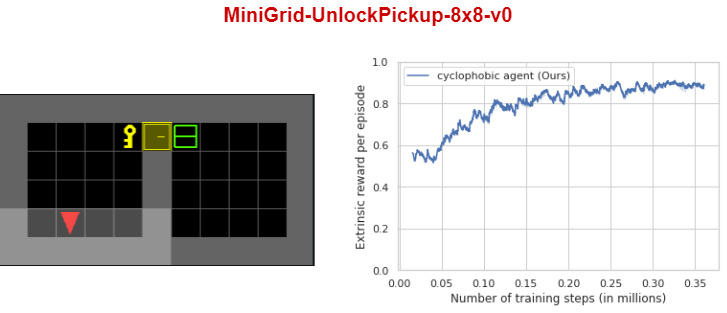 MiniGrid-UnlockPickup-8x8-v0
cyclophobic agent (Ours)
Extrinsic reward per episode
1.0
0.8
0.6
0.4
0.2
0.0
0.00 0.05 0.10 0.15 0.20 0.25 0.30 0.35
Number of training steps (in millions)